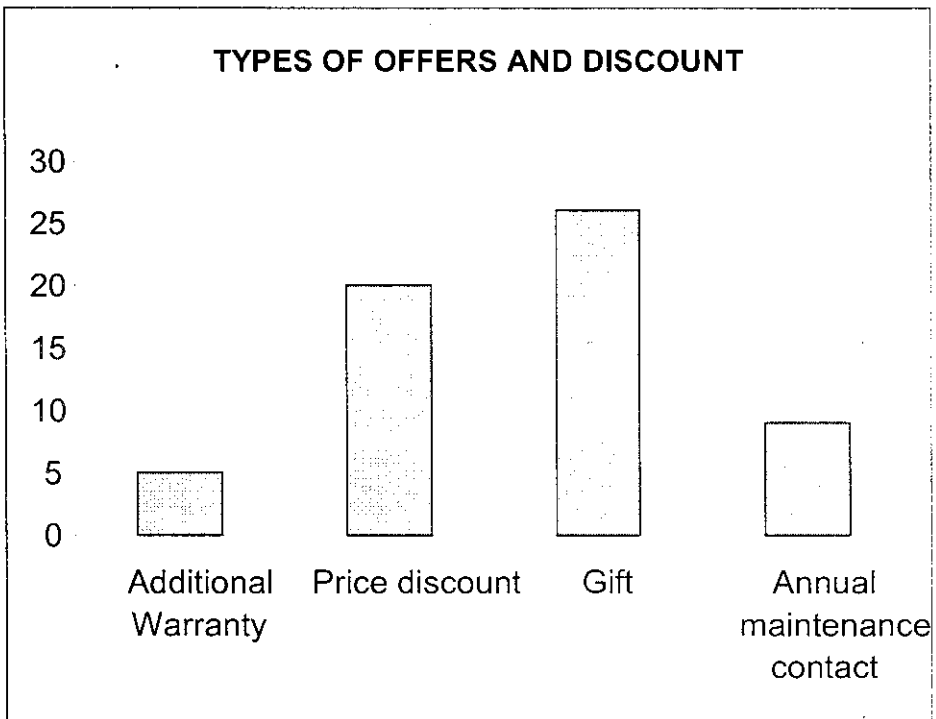 TYPES OF OFFERS AND DISCOUNT
30
25
20
15
10
5
0
Additional Warranty
Price discount
Gift
Annual maintenance contact